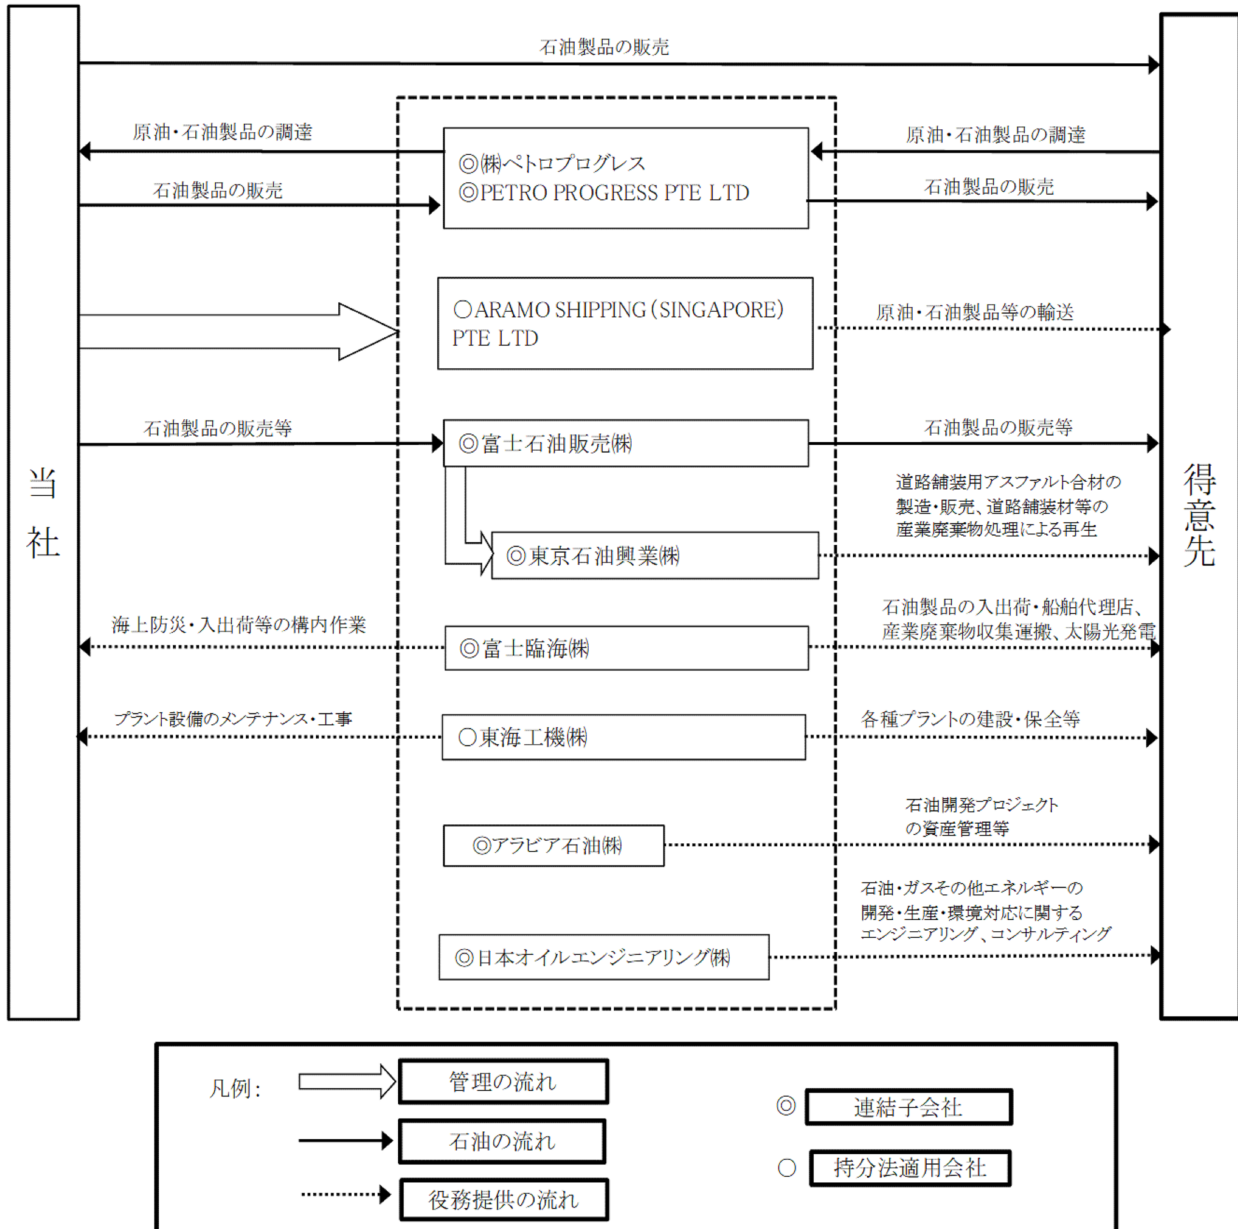 石油製品の販売
原油・石油製品の調達
原油・石油製品の調達
◎㈱ペトロプログレス
◎PETRO PROGRESS PTE LTD
石油製品の販売
石油製品の販売
○ARAMO SHIPPING（SINGAPORE）
PTE LTD
原油・石油製品等の輸送
石油製品の販売等
◎富士石油販売㈱
石油製品の販売等
当社
得意先
道路舗装用アスファルト合材の
製造・販売、道路舗装材等の
産業廃棄物処理による再生
◎東京石油興業㈱
海上防災・入出荷等の構内作業
◎富士臨海㈱
石油製品の入出荷・船舶代理店、
産業廃棄物収集運搬、太陽光発電
プラント設備のメンテナンス・工事
○東海工機㈱
各種プラントの建設・保全等
◎アラビア石油㈱
石油開発プロジェクト
の資産管理等
◎日本オイルエンジニアリング㈱
石油・ガスその他エネルギーの
開発・生産・環境対応に関する
エンジニアリング、コンサルティング
凡例：
管理の流れ
石油の流れ
役務提供の流れ
◎ 連結子会社
○ 持分法適用会社